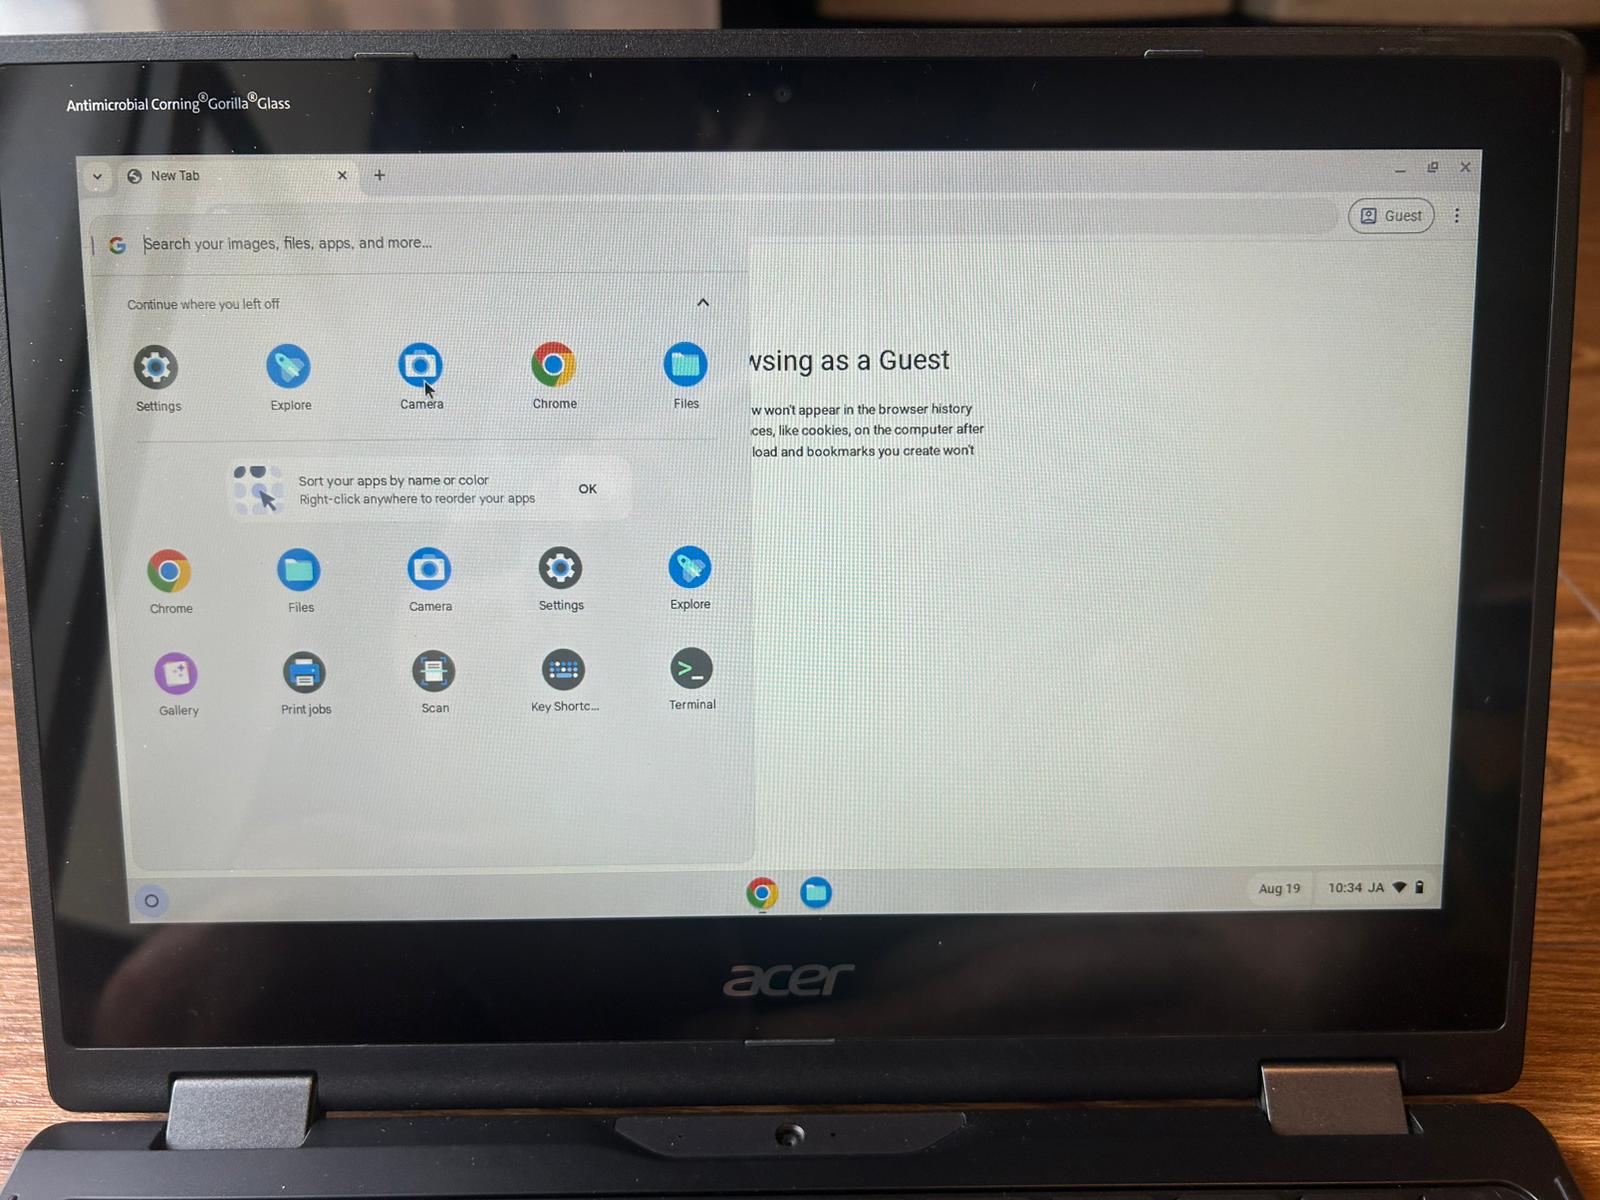 Antimicrobial Corning®Gorilla®Glass
New Tab
Guest
Search your images, files, apps, and more...
Continue where you left off
Settings
Explore
Camera
Chrome
Files
wsing as a Guest
w won't appear in the browser history
ces, like cookies, on the computer after
load and bookmarks you create won't
Sort your apps by name or color
Right-click anywhere to reorder your apps
OK
Chrome
Files
Camera
Settings
Explore
Gallery
Print jobs
Scan
Key Shortc...
Terminal
Aug 19
10:34 JA
acer